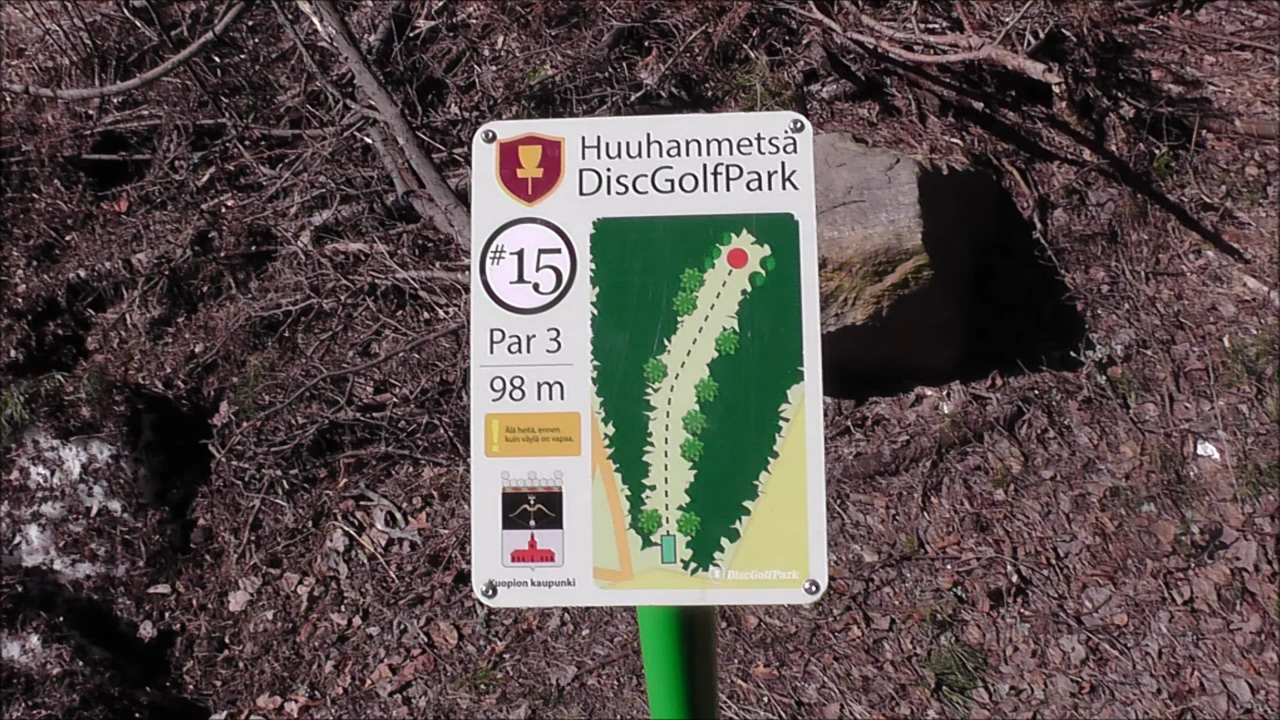 Huuhanmetsä
DiscGolfPark
#15
Par 3
98 m
! Älä heitä, ennen
kuin väylä on vapaa.
Kuopion kaupunki
DiscGolfPark